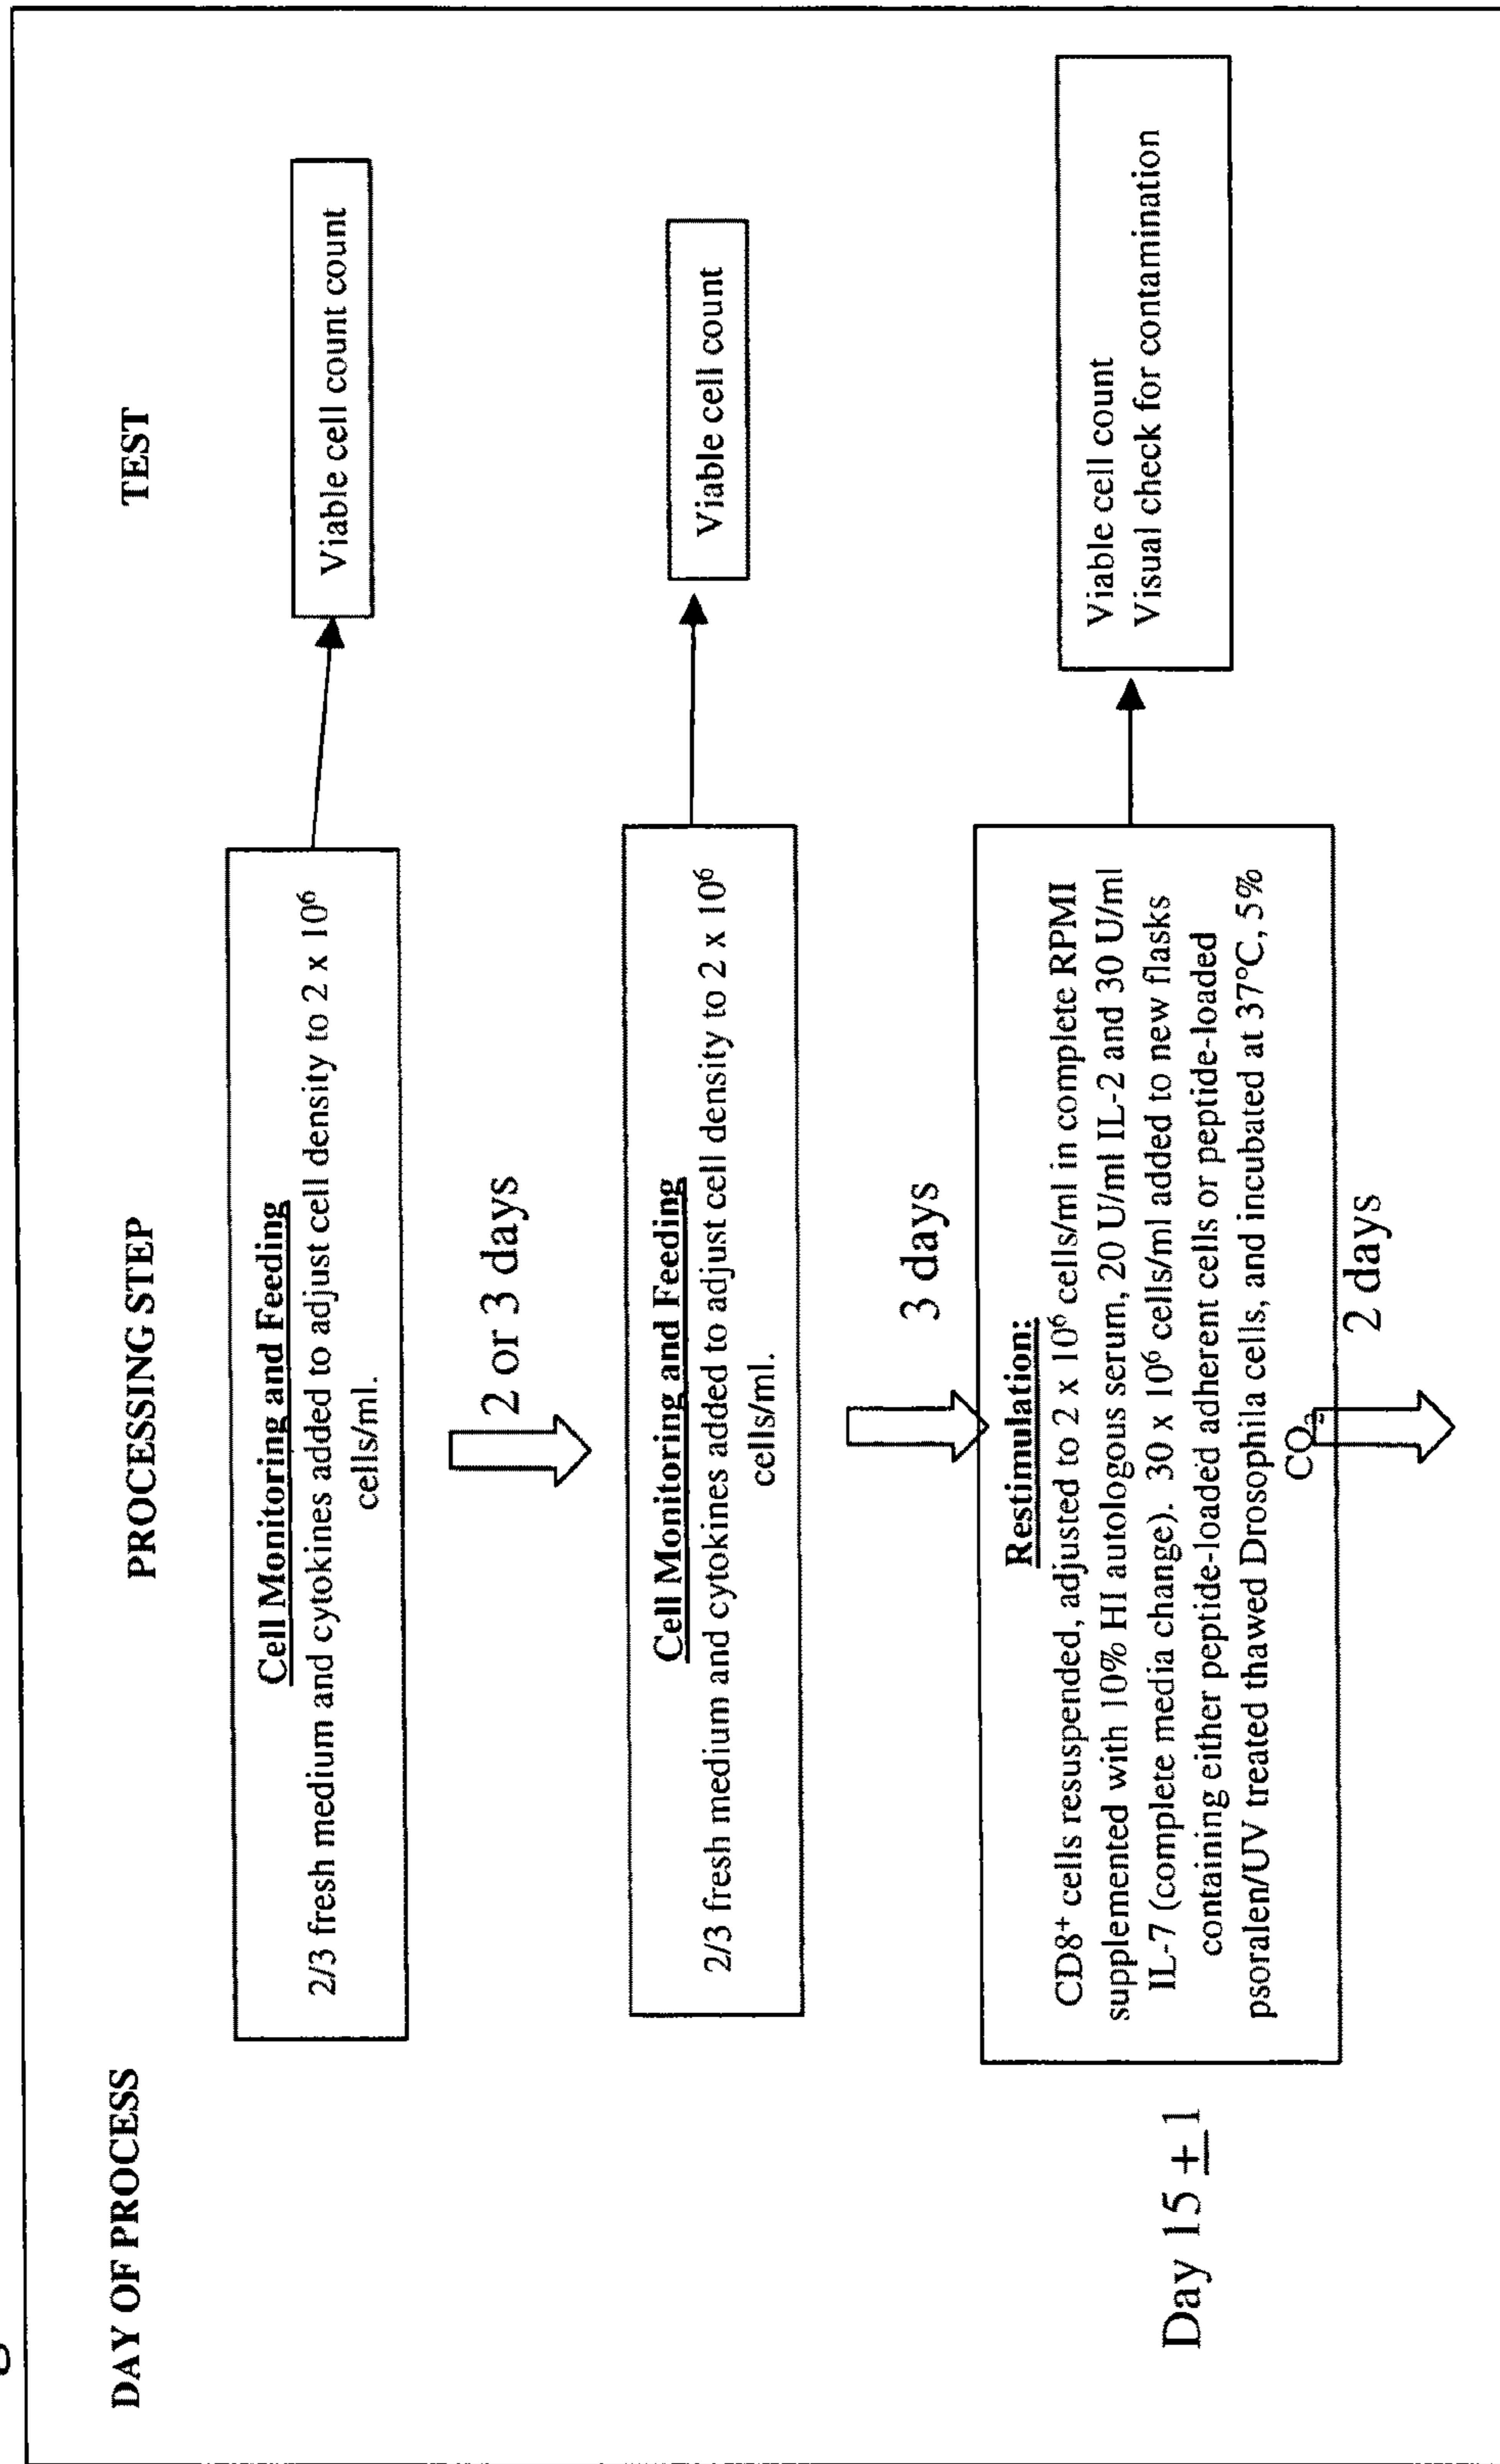 DAY OF PROCESS
PROCESSING STEP
TEST
Cell Monitoring and Feeding
2/3 fresh medium and cytokines added to adjust cell density to 2 x 10⁶
cells/ml.
Viable cell count count
2 or 3 days
Cell Monitoring and Feeding
2/3 fresh medium and cytokines added to adjust cell density to 2 x 10⁶
cells/ml.
Viable cell count
3 days
Day 15 ± 1
Restimulation:
CD8⁺ cells resuspended, adjusted to 2 x 10⁶ cells/ml in complete RPMI
supplemented with 10% HI autologous serum, 20 U/ml IL-2 and 30 U/ml
IL-7 (complete media change). 30 x 10⁶ cells/ml added to new flasks
containing either peptide-loaded adherent cells or peptide-loaded
psoralen/UV treated thawed Drosophila cells, and incubated at 37°C, 5%
CO₂
Viable cell count
Visual check for contamination
2 days